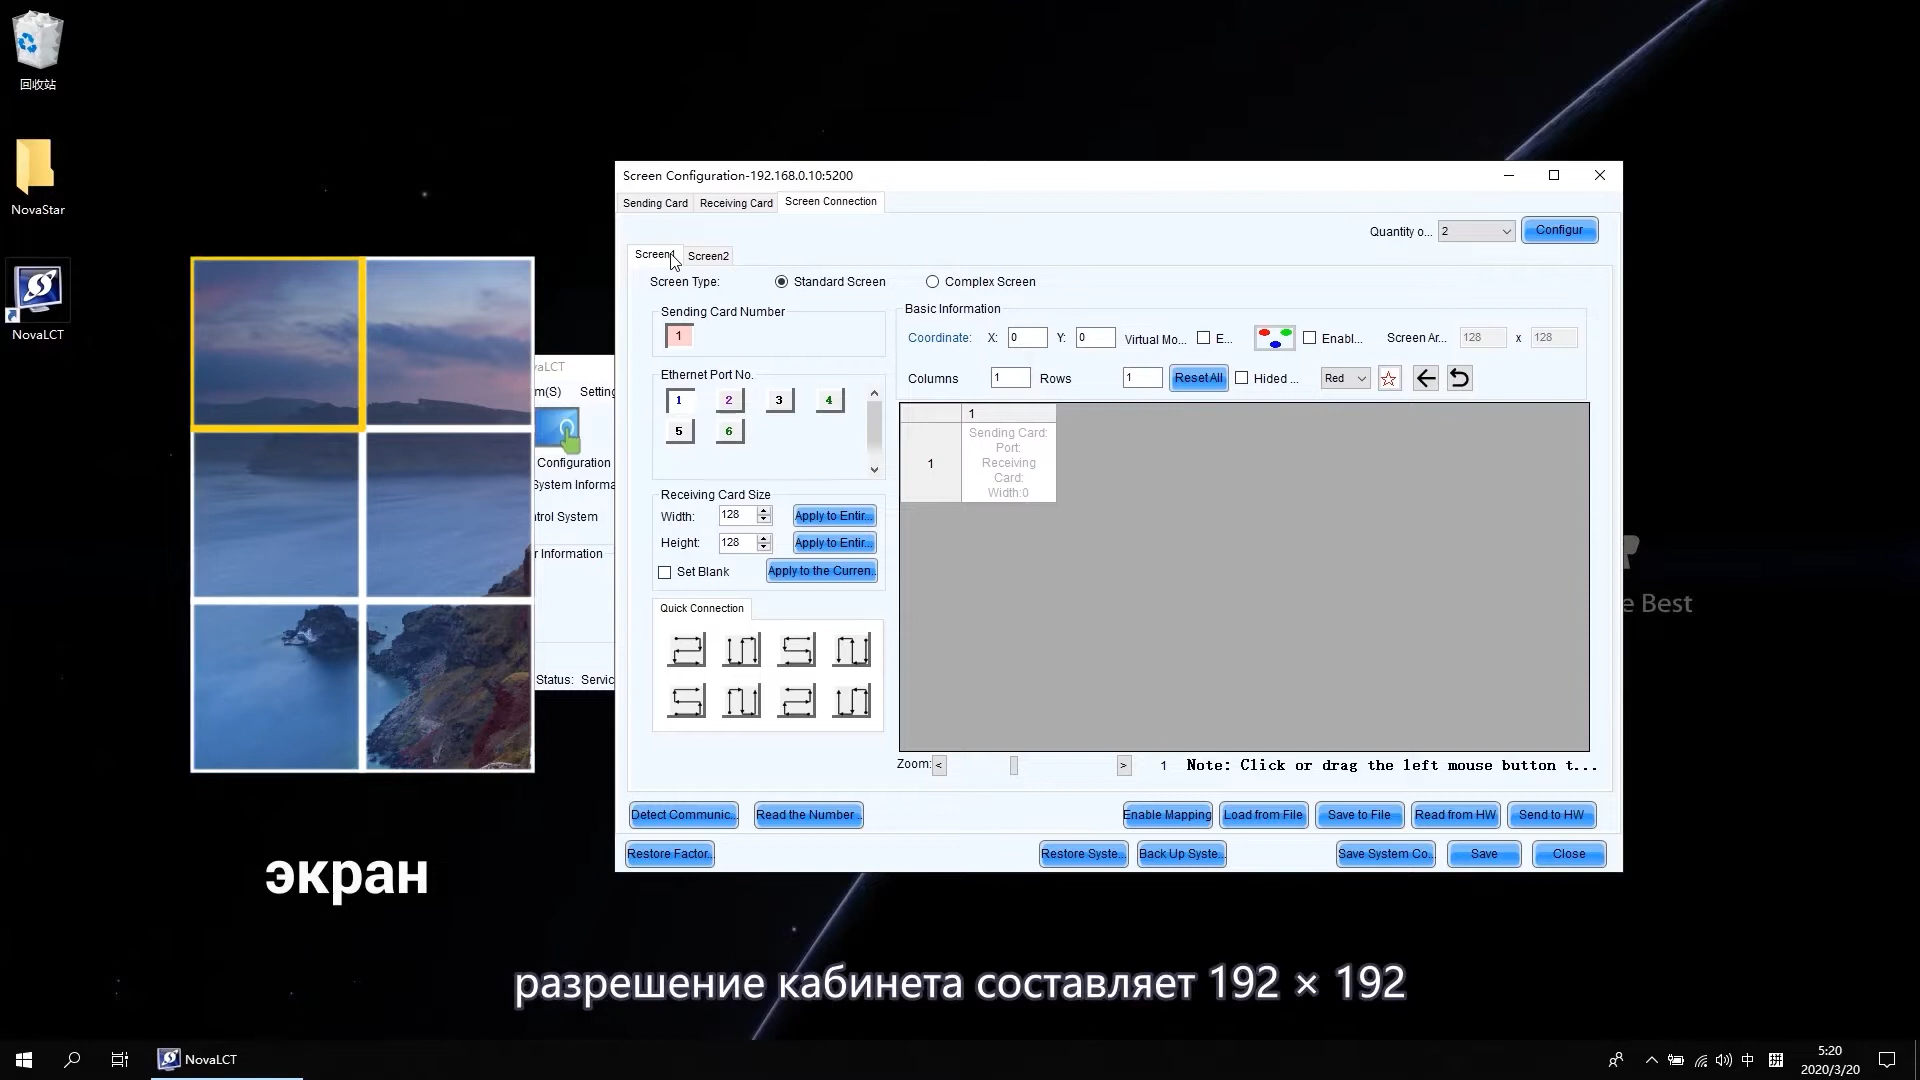 回收站
NovaStar
NovaLCT
Screen Configuration-192.168.0.10:5200
Sending Card Receiving Card Screen Connection
Quantity o... 2 Configur
Screen1 Screen2
Screen Type: Standard Screen Complex Screen
Sending Card Number
1
Ethernet Port No.
1 2 3 4
5 6
Receiving Card Size
Width: 128 Apply to Entir...
Height: 128 Apply to Entir...
Set Blank Apply to the Curren...
Quick Connection
Basic Information
Coordinate: X: 0 Y: 0 Virtual Mo... E... Enabl... Screen Ar... 128 x 128
Columns 1 Rows 1 Reset All Hided ... Red
1
1
Sending Card:
Port:
Receiving
Card:
Width:0
Zoom: < > 1 Note: Click or drag the left mouse button t...
Detect Communic... Read the Number ... Enable Mapping Load from File Save to File Read from HW Send to HW
Restore Factor... Restore Syste... Back Up Syste... Save System Co... Save Close
vaLCT
m(S) Setting
Configuration
System Informa
ntrol System
r Information
Status: Servic
e Best
экран
разрешение кабинета составляет 192 × 192
NovaLCT
中
拼
5:20
2020/3/20